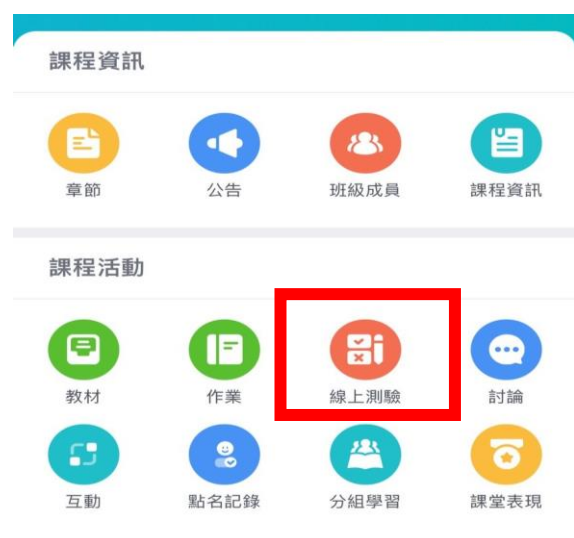 課程資訊
章節 公告 班級成員 課程資訊
課程活動
教材 作業 線上測驗 討論
互動 點名記錄 分組學習 課堂表現